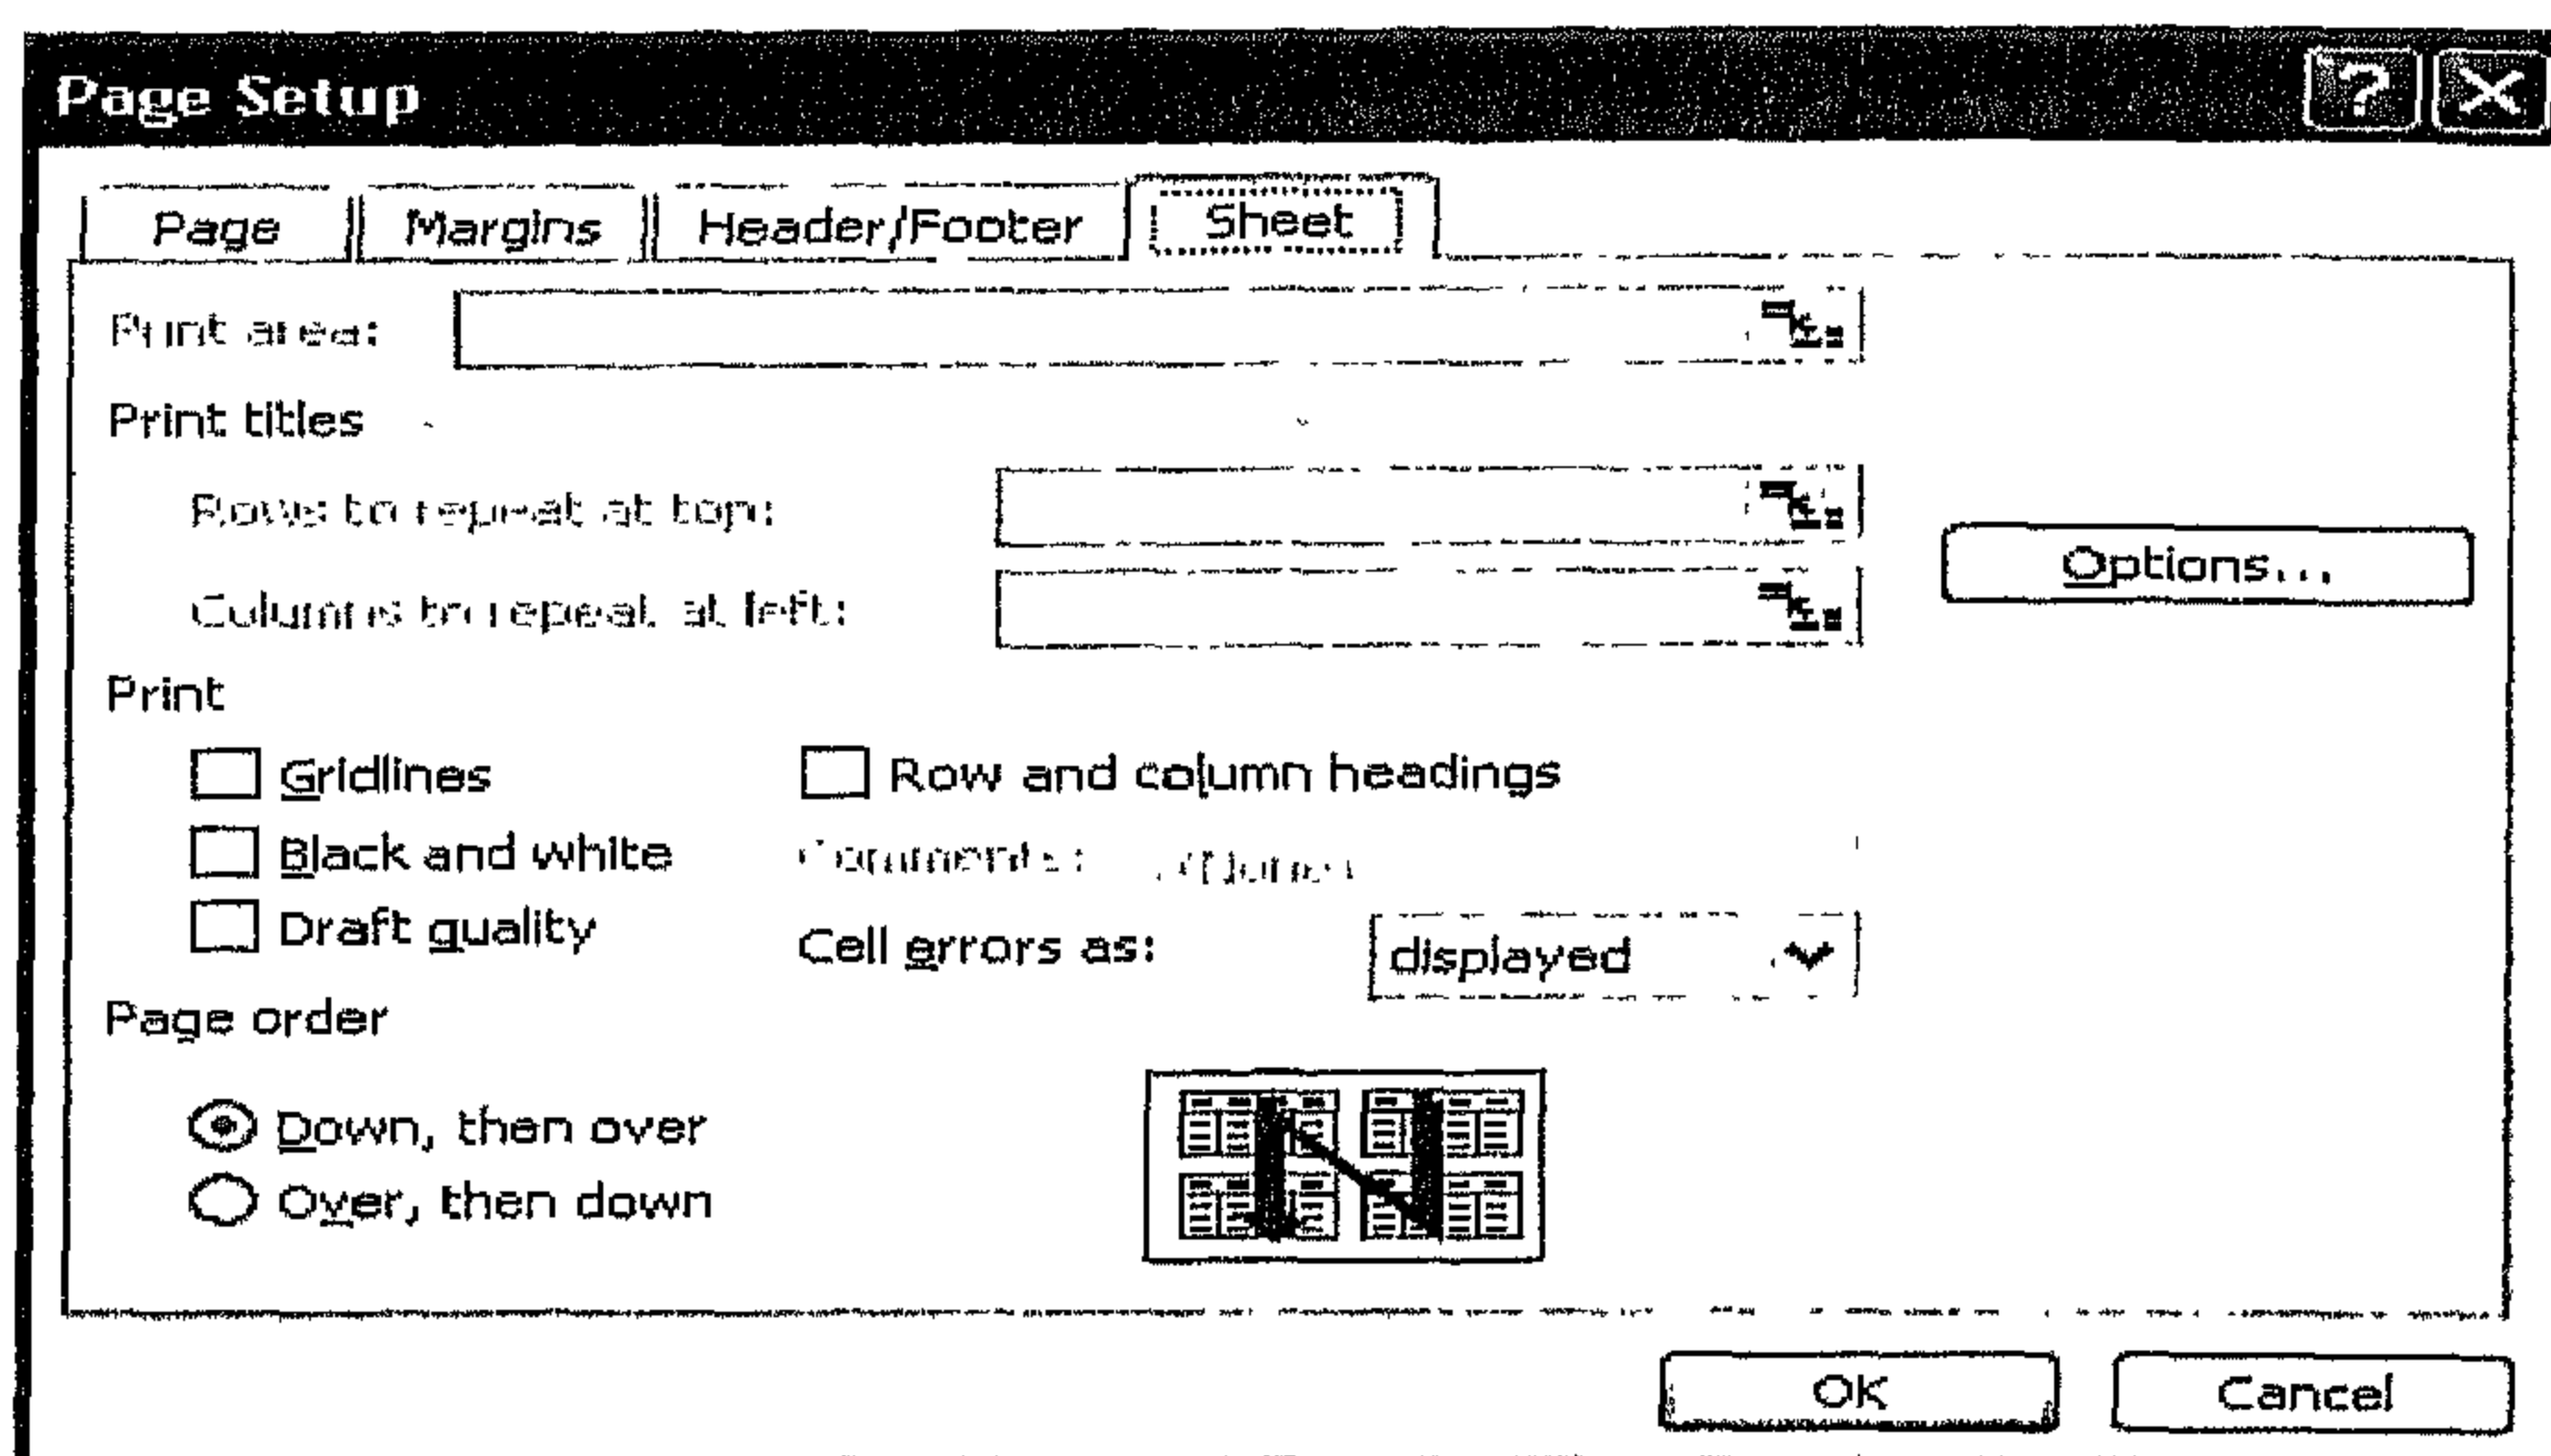 Page Setup
Page Margins Header/Footer Sheet
Print area:
Print titles
Rows to repeat at top:
Columns to repeat at left:
Options...
Print
Gridlines
Row and column headings
Black and white
Comments: (None)
Draft quality
Cell errors as: displayed
Page order
Down, then over
Over, then down
OK Cancel